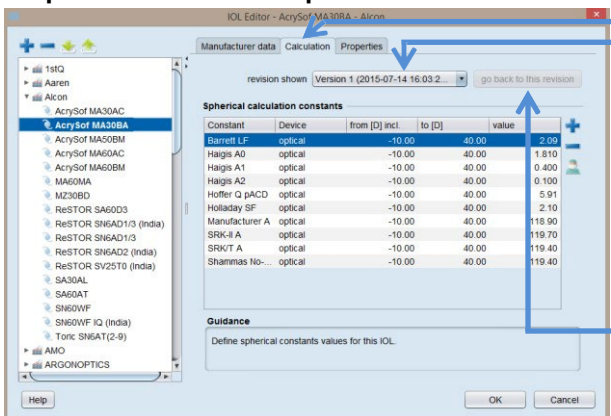 IOL Editor - AcrySof MA30BA - Alcon
Manufacturer data Calculation Properties
1stQ
Aaren
Alcon
AcrySof MA30AC
AcrySof MA30BA
AcrySof MA50BM
AcrySof MA60AC
AcrySof MA60BM
MA60MA
MZ30BD
ReSTOR SA60D3
ReSTOR SN6AD1/3 (India)
ReSTOR SN6AD1/3
ReSTOR SN6AD2 (India)
ReSTOR SV25T0 (India)
SA30AL
SA60AT
SN60WF
SN60WF IQ (India)
Toric SN6AT(2-9)
AMO
ARGONOPTICS
revision shown Version 1 (2015-07-14 16:03:2... go back to this revision
Spherical calculation constants
Constant Device from [D] incl. to [D] value
Barrett LF optical -10.00 40.00 2.09
Haigis A0 optical -10.00 40.00 1.810
Haigis A1 optical -10.00 40.00 0.400
Haigis A2 optical -10.00 40.00 0.100
Hoffer Q pACD optical -10.00 40.00 5.91
Holladay SF optical -10.00 40.00 2.10
Manufacturer A optical -10.00 40.00 118.90
SRK-II A optical -10.00 40.00 119.70
SRK/T A optical -10.00 40.00 119.40
Shammas No-... optical -10.00 40.00 119.40
Guidance
Define spherical constants values for this IOL.
Help OK Cancel